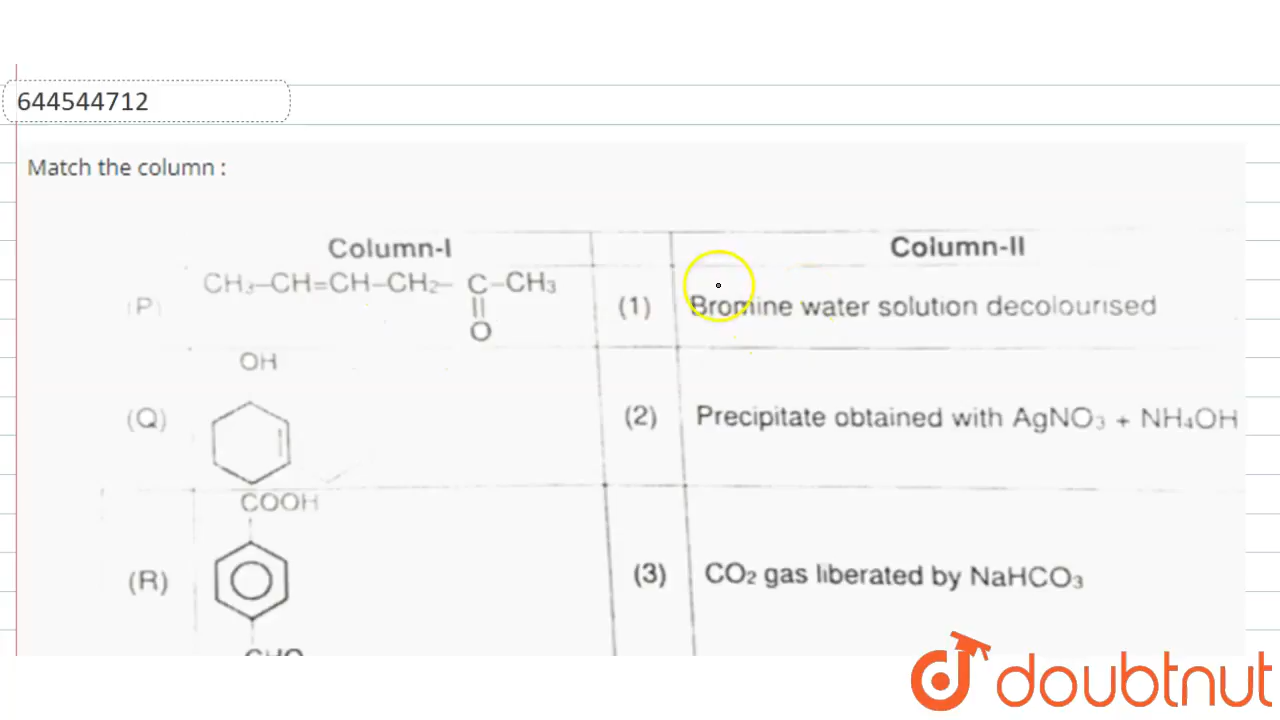 644544712
Match the column :
Column-I Column-II
(P) CH₃–CH=CH–CH₂– C –CH₃ (1) Bromine water solution decolourised
||
O
OH
(Q) (2) Precipitate obtained with AgNO₃ + NH₄OH
COOH
(R) (3) CO₂ gas liberated by NaHCO₃
CHO
doubtnut